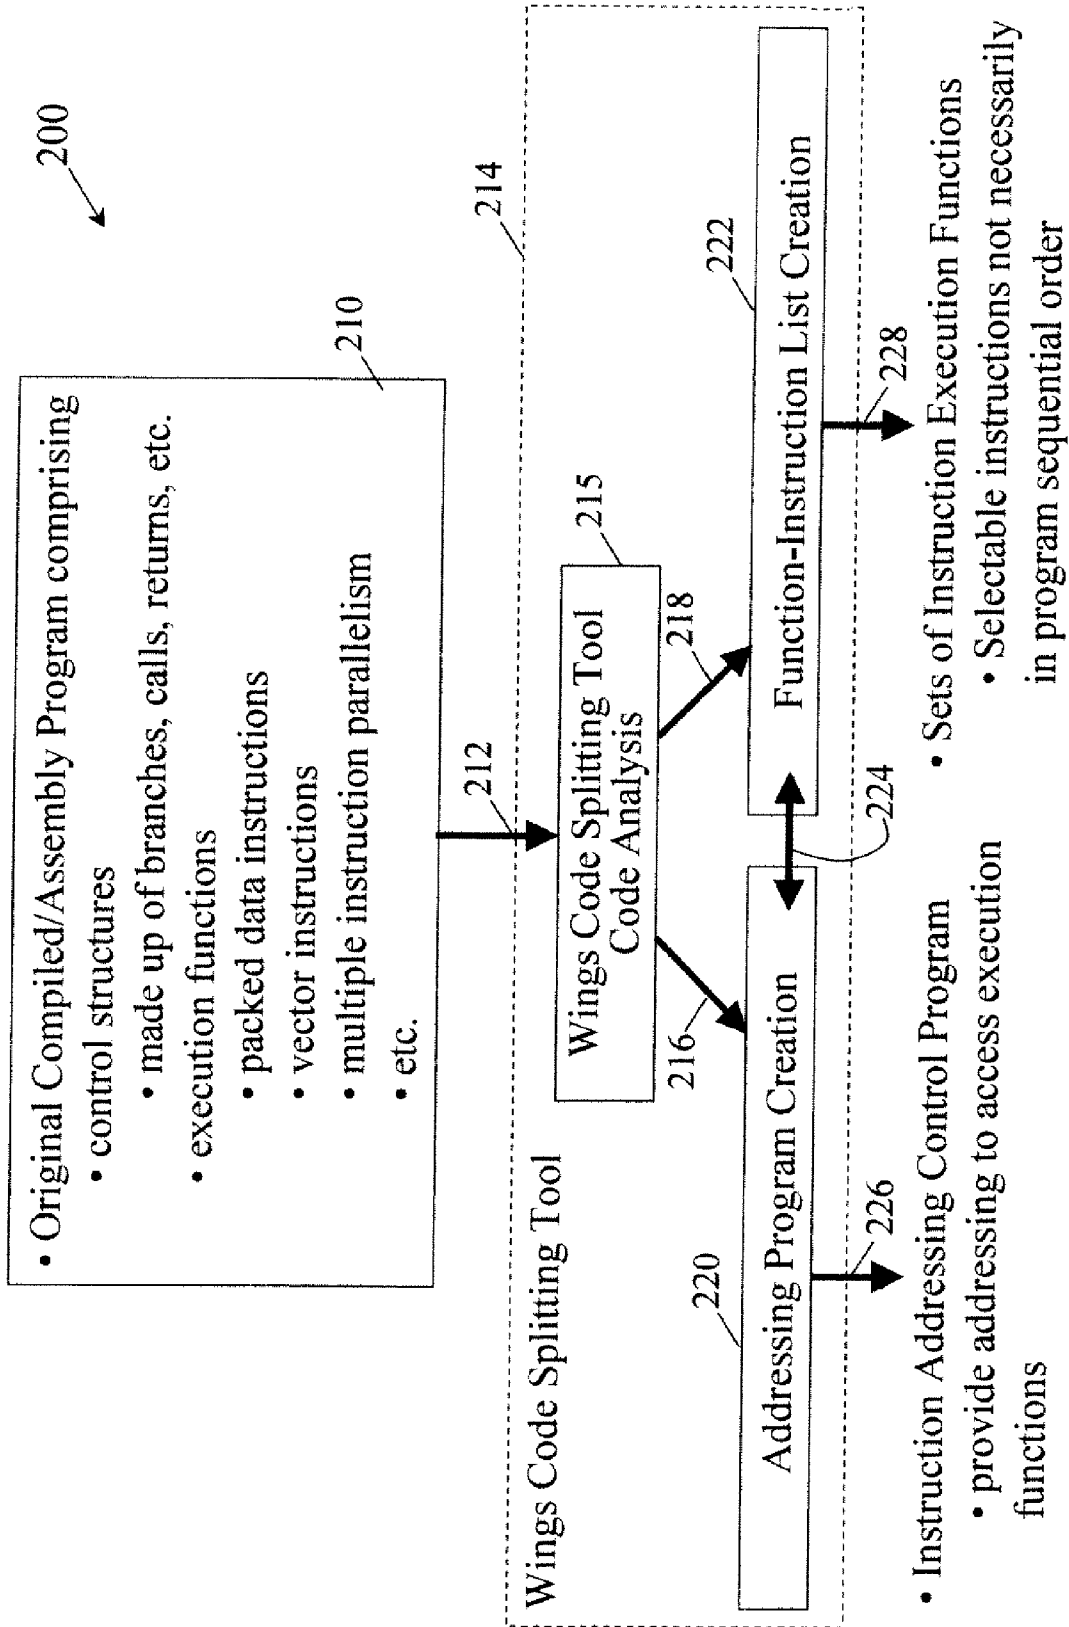 200
• Original Compiled/Assembly Program comprising
• control structures
• made up of branches, calls, returns, etc.
• execution functions
• packed data instructions
• vector instructions
• multiple instruction parallelism
• etc.
210
212
214
Wings Code Splitting Tool
Wings Code Splitting Tool
Code Analysis
215
216
218
220
Addressing Program Creation
222
Function-Instruction List Creation
224
226
228
• Instruction Addressing Control Program
• provide addressing to access execution
functions
• Sets of Instruction Execution Functions
• Selectable instructions not necessarily
in program sequential order